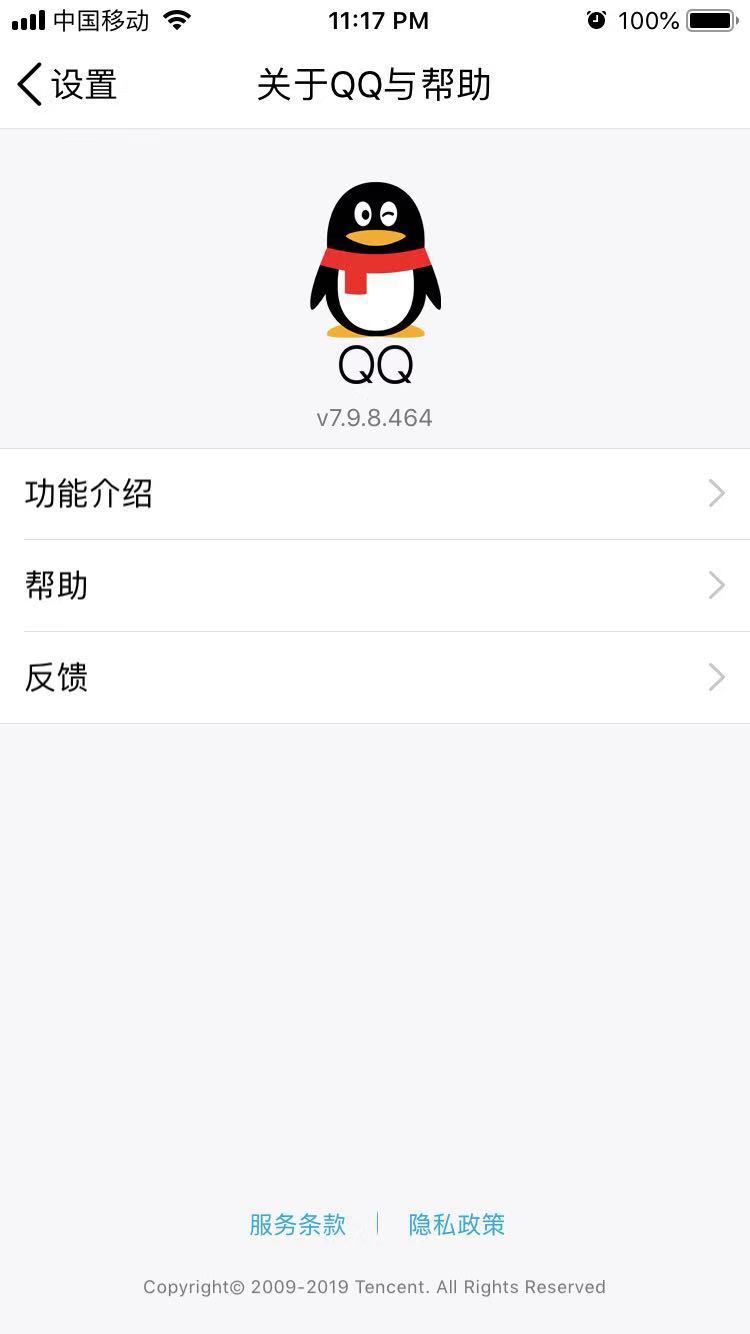 中国移动 11:17 PM 100%
设置 关于QQ与帮助
QQ
v7.9.8.464
功能介绍
帮助
反馈
服务条款 | 隐私政策
Copyright© 2009-2019 Tencent. All Rights Reserved